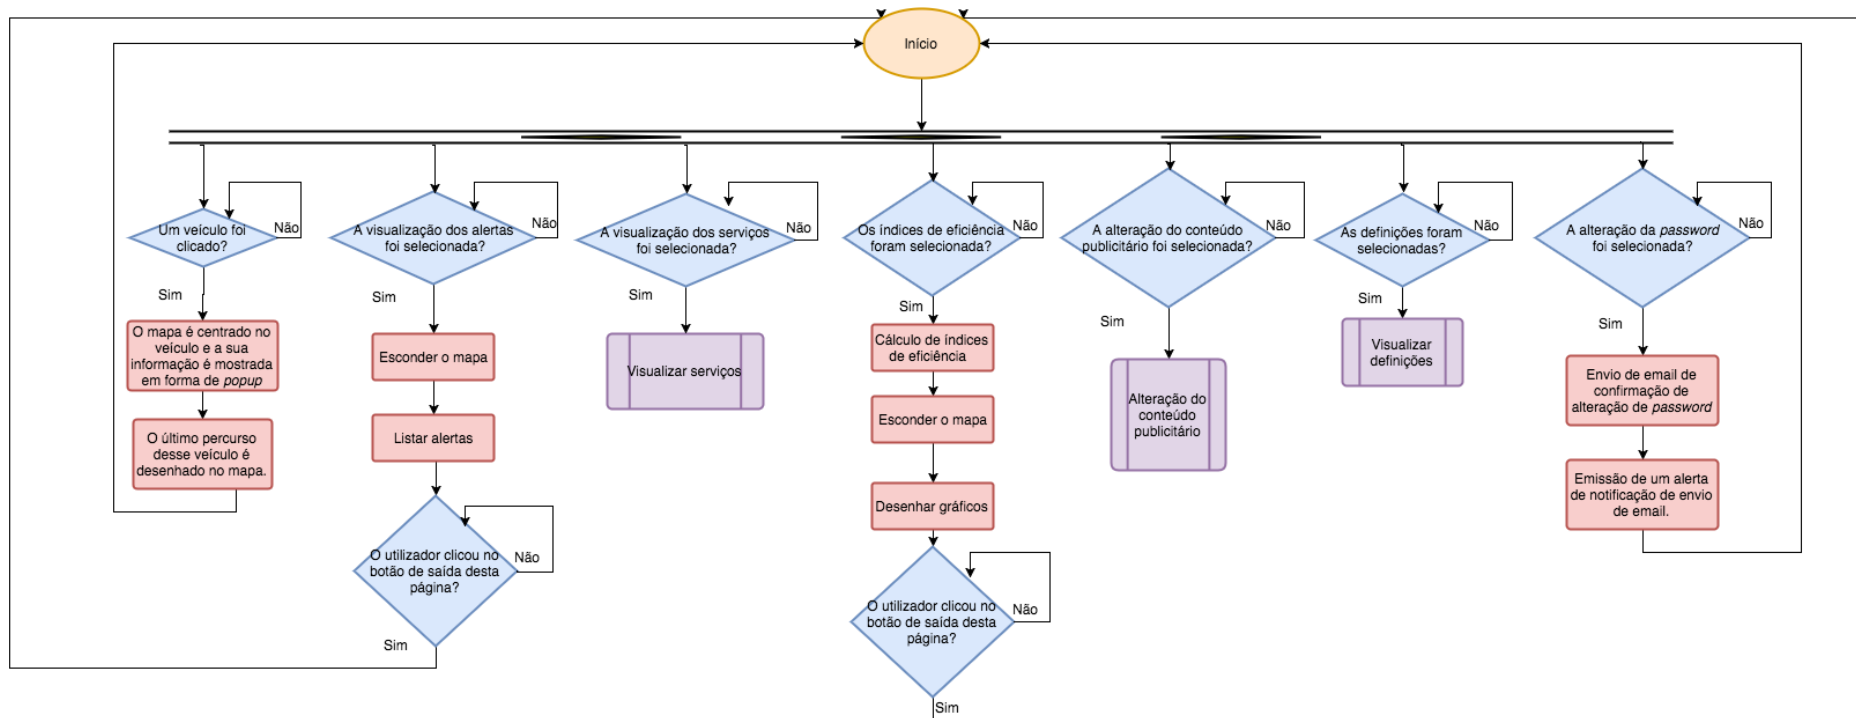 Início
Um veículo foi
clicado?
Não
Sim
O mapa é centrado no
veículo e a sua
informação é mostrada
em forma de popup
O último percurso
desse veículo é
desenhado no mapa.
A visualização dos alertas
foi selecionada?
Não
Sim
Esconder o mapa
Listar alertas
O utilizador clicou no
botão de saída desta
página?
Não
Sim
A visualização dos serviços
foi selecionada?
Não
Sim
Visualizar serviços
Os índices de eficiência
foram selecionada?
Não
Sim
Cálculo de índices
de eficiência
Esconder o mapa
Desenhar gráficos
O utilizador clicou no
botão de saída desta
página?
Não
Sim
A alteração do conteúdo
publicitário foi selecionada?
Não
Sim
Alteração do
conteúdo
publicitário
As definições foram
selecionadas?
Não
Sim
Visualizar
definições
A alteração da password
foi selecionada?
Não
Sim
Envio de email de
confirmação de
alteração de password
Emissão de um alerta
de notificação de envio
de email.